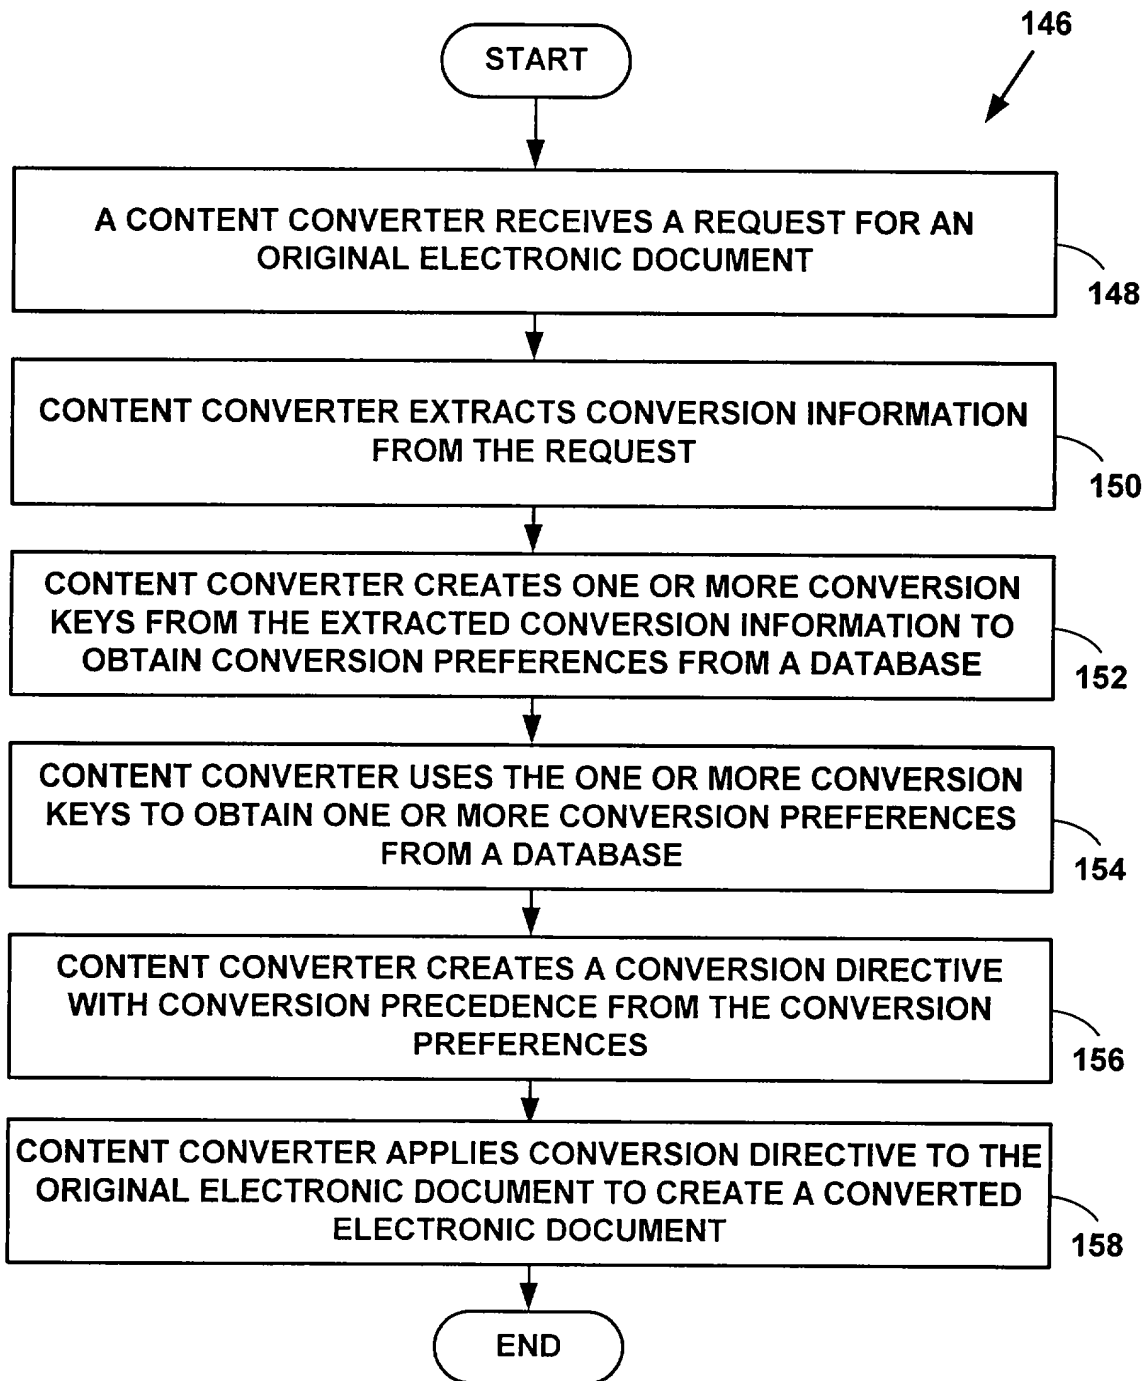 146
START
A CONTENT CONVERTER RECEIVES A REQUEST FOR AN
ORIGINAL ELECTRONIC DOCUMENT
148
CONTENT CONVERTER EXTRACTS CONVERSION INFORMATION
FROM THE REQUEST
150
CONTENT CONVERTER CREATES ONE OR MORE CONVERSION
KEYS FROM THE EXTRACTED CONVERSION INFORMATION TO
OBTAIN CONVERSION PREFERENCES FROM A DATABASE
152
CONTENT CONVERTER USES THE ONE OR MORE CONVERSION
KEYS TO OBTAIN ONE OR MORE CONVERSION PREFERENCES
FROM A DATABASE
154
CONTENT CONVERTER CREATES A CONVERSION DIRECTIVE
WITH CONVERSION PRECEDENCE FROM THE CONVERSION
PREFERENCES
156
CONTENT CONVERTER APPLIES CONVERSION DIRECTIVE TO THE
ORIGINAL ELECTRONIC DOCUMENT TO CREATE A CONVERTED
ELECTRONIC DOCUMENT
158
END